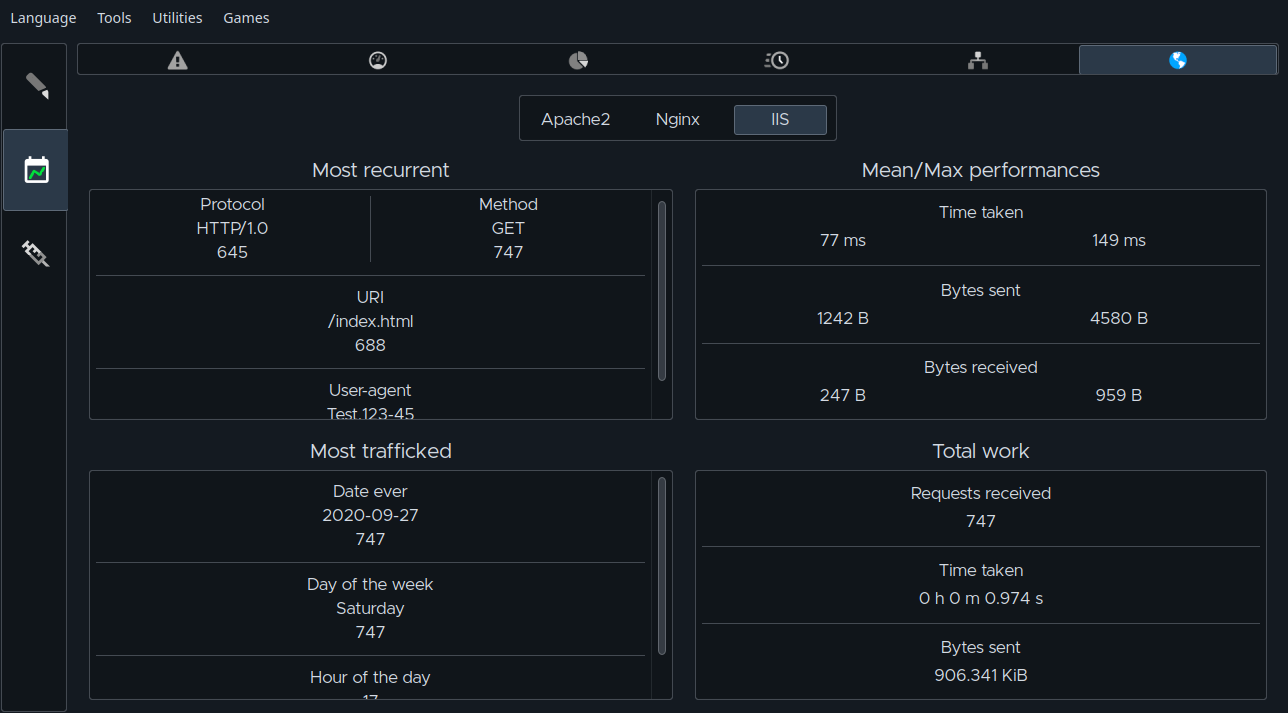 Language Tools Utilities Games
Apache2 Nginx IIS
Most recurrent
Protocol Method
HTTP/1.0 GET
645 747
URI
/index.html
688
User-agent
Test.123-45
Mean/Max performances
Time taken
77 ms 149 ms
Bytes sent
1242 B 4580 B
Bytes received
247 B 959 B
Most trafficked
Date ever
2020-09-27
747
Day of the week
Saturday
747
Hour of the day
17
Total work
Requests received
747
Time taken
0 h 0 m 0.974 s
Bytes sent
906.341 KiB